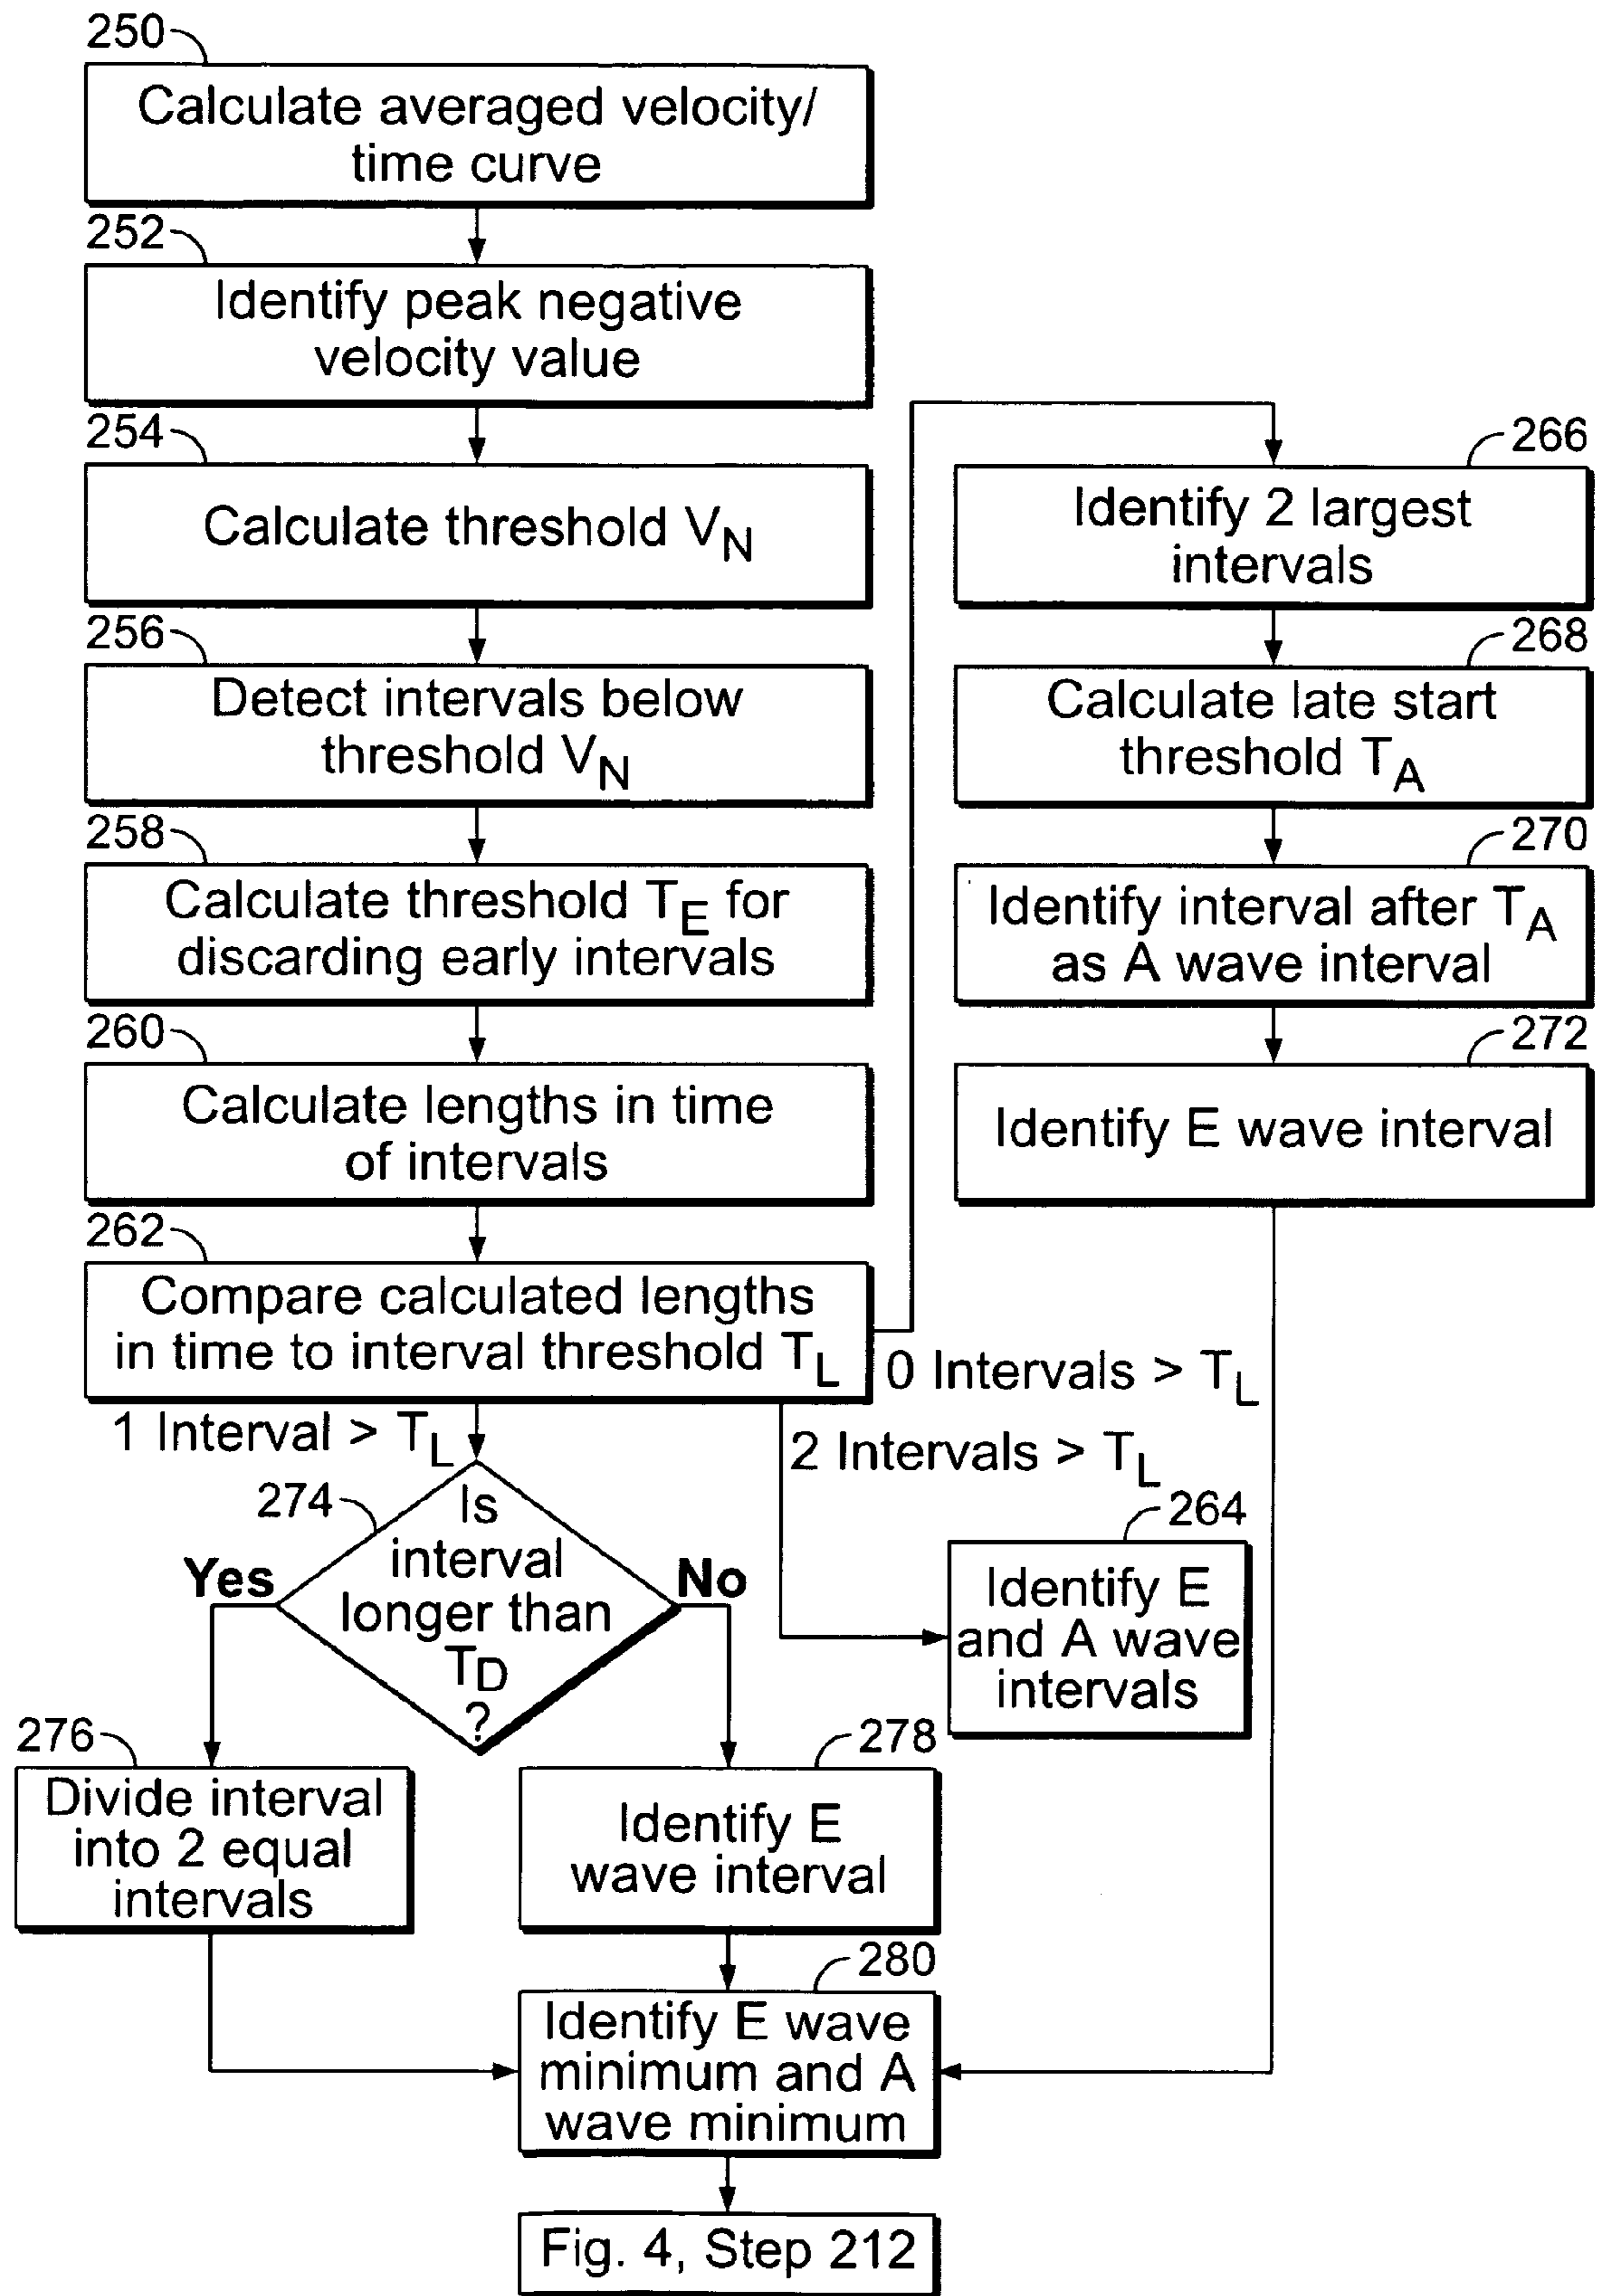 250
Calculate averaged velocity/
time curve
252
Identify peak negative
velocity value
254
Calculate threshold VN
256
Detect intervals below
threshold VN
258
Calculate threshold TE for
discarding early intervals
260
Calculate lengths in time
of intervals
262
Compare calculated lengths
in time to interval threshold TL
0 Intervals > TL
1 Interval > TL
2 Intervals > TL
266
Identify 2 largest
intervals
268
Calculate late start
threshold TA
270
Identify interval after TA
as A wave interval
272
Identify E wave interval
264
Identify E
and A wave
intervals
274
Is
interval
longer than
TD
?
Yes
No
276
Divide interval
into 2 equal
intervals
278
Identify E
wave interval
280
Identify E wave
minimum and A
wave minimum
Fig. 4, Step 212